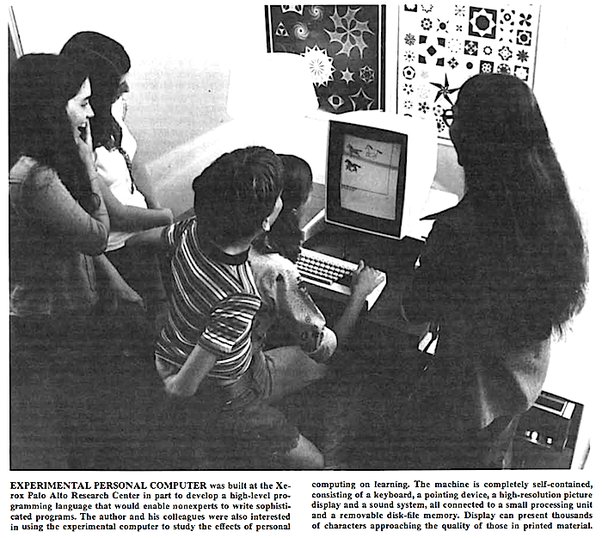 EXPERIMENTAL PERSONAL COMPUTER was built at the Xe-
rox Palo Alto Research Center in part to develop a high-level pro-
gramming language that would enable nonexperts to write sophisti-
cated programs. The author and his colleagues were also interested
in using the experimental computer to study the effects of personal
computing on learning. The machine is completely self-contained,
consisting of a keyboard, a pointing device, a high-resolution picture
display and a sound system, all connected to a small processing unit
and a removable disk-file memory. Display can present thousands
of characters approaching the quality of those in printed material.